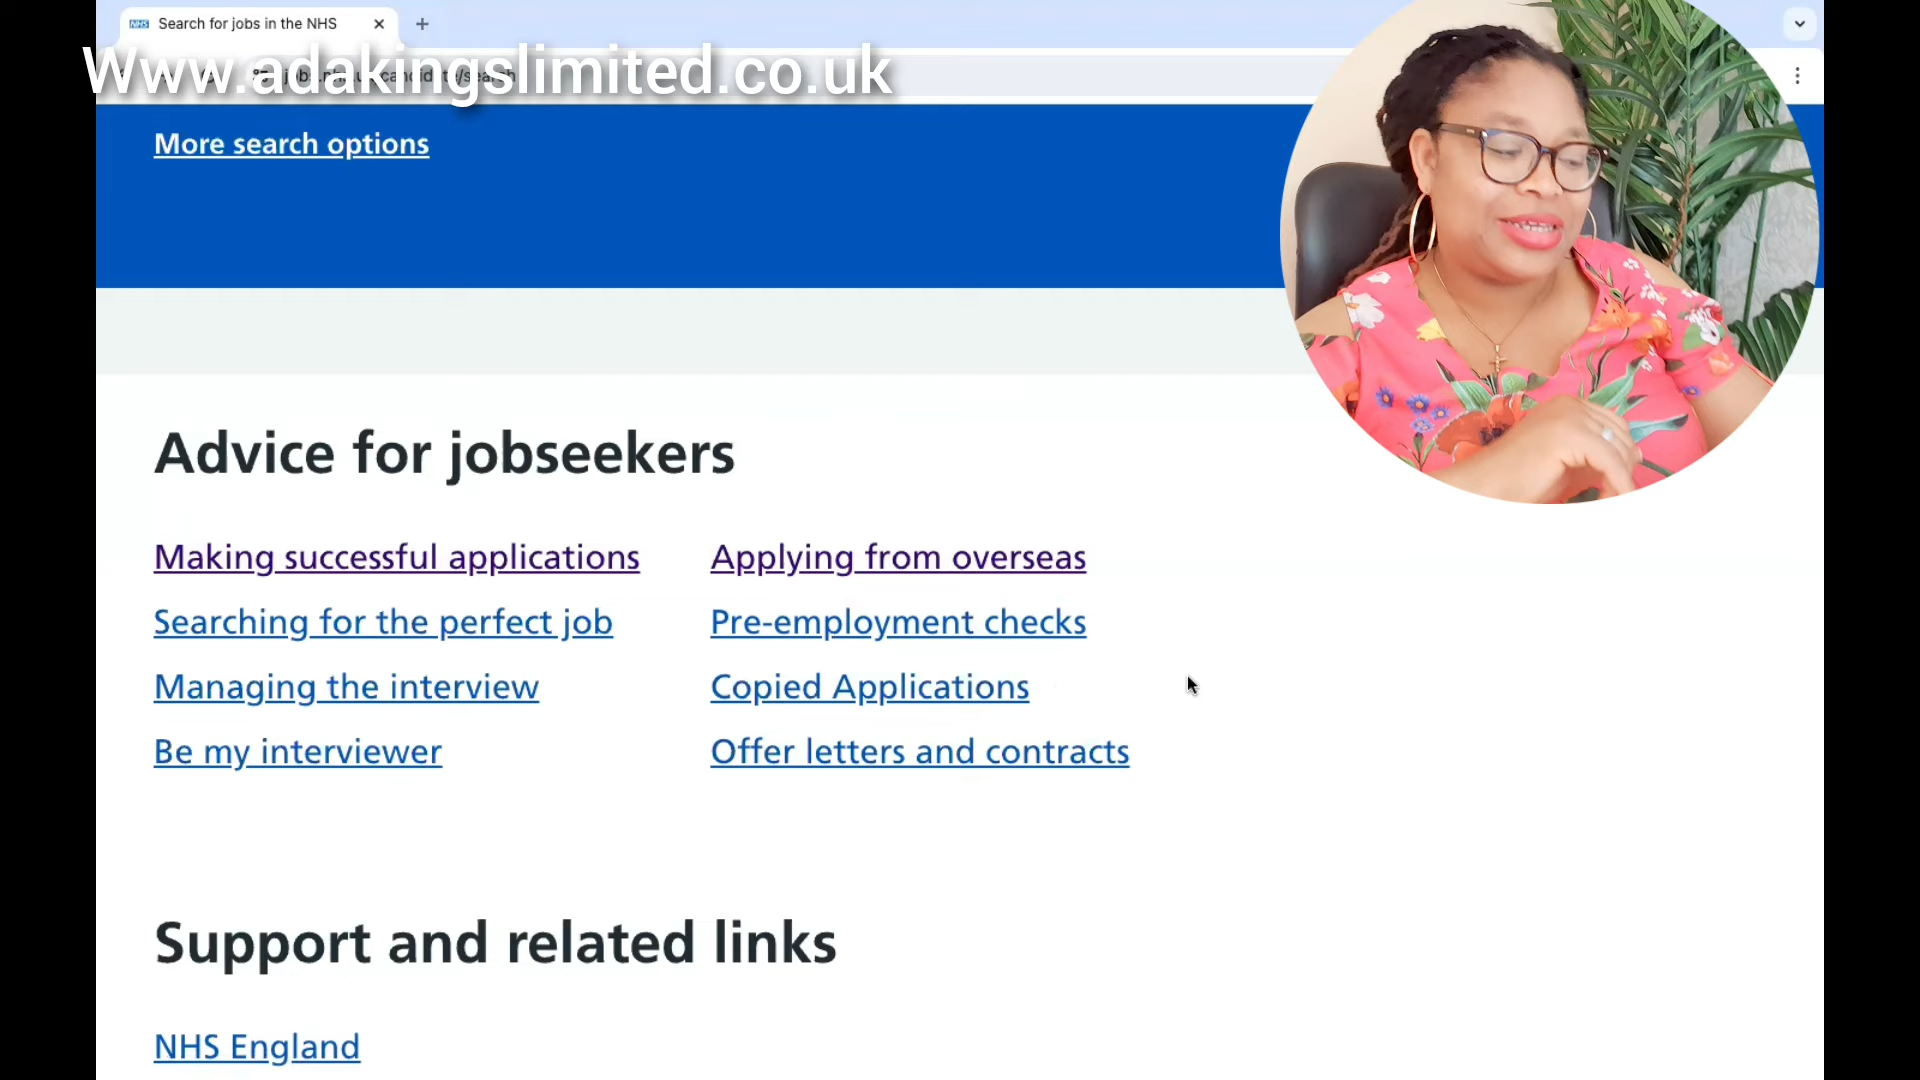 NHS Search for jobs in the NHS
Www.adakingslimited.co.uk
More search options
Advice for jobseekers
Making successful applications
Applying from overseas
Searching for the perfect job
Pre-employment checks
Managing the interview
Copied Applications
Be my interviewer
Offer letters and contracts
Support and related links
NHS England